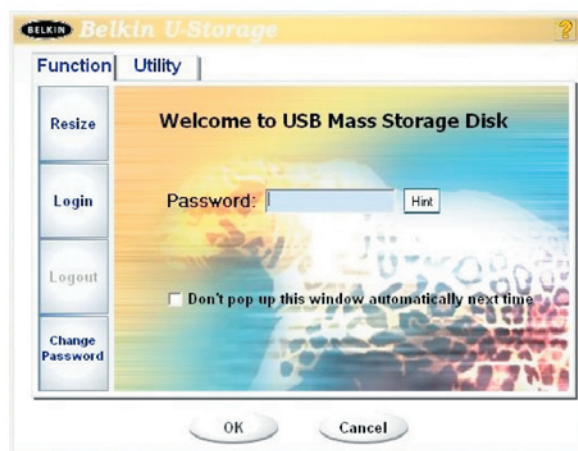 BELKIN Belkin U-Storage ?
Function Utility
Resize
Welcome to USB Mass Storage Disk
Login
Password: Hint
Logout
Don't pop up this window automatically next time
Change
Password
OK Cancel